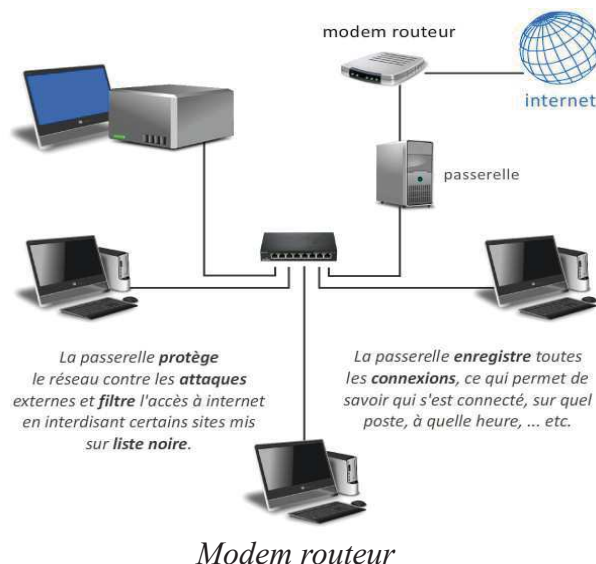 modem routeur
internet
passerelle
La passerelle protège
le réseau contre les attaques
externes et filtre l'accès à internet
en interdisant certains sites mis
sur liste noire.
La passerelle enregistre toutes
les connexions, ce qui permet de
savoir qui s'est connecté, sur quel
poste, à quelle heure, ... etc.
Modem routeur